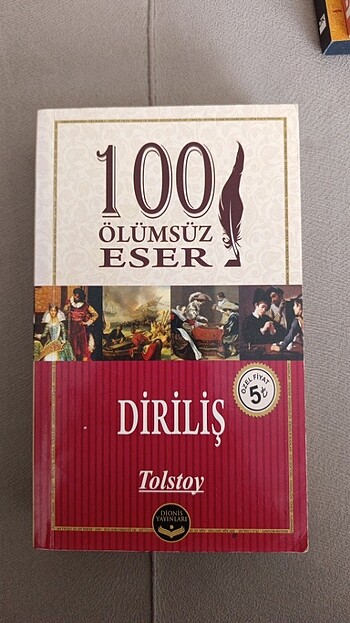 100
ÖLÜMSÜZ
ESER
ÖZEL FİYAT
5₺
DİRİLİŞ
Tolstoy
DİONİS
YAYINLARI